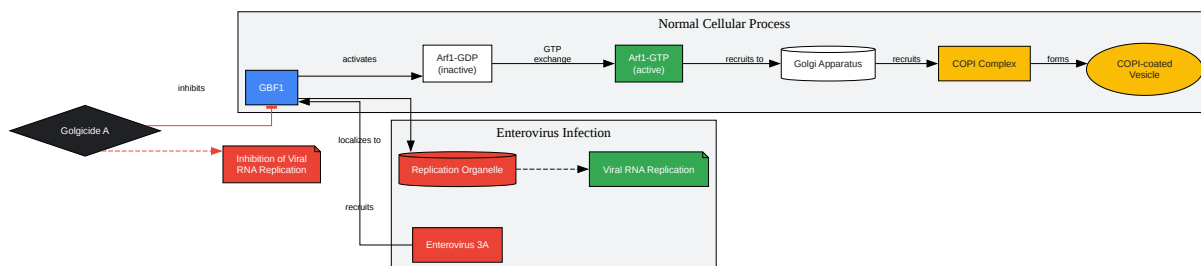 Normal Cellular Process
activates
GTP
exchange
Arf1-GDP
(inactive)
Arf1-GTP
(active)
recruits to
Golgi Apparatus
recruits
COPI Complex
forms
COPI-coated
Vesicle
inhibits
GBF1
Golgicide A
Enterovirus Infection
localizes to
Inhibition of Viral
RNA Replication
Replication Organelle
Viral RNA Replication
recruits
Enterovirus 3A